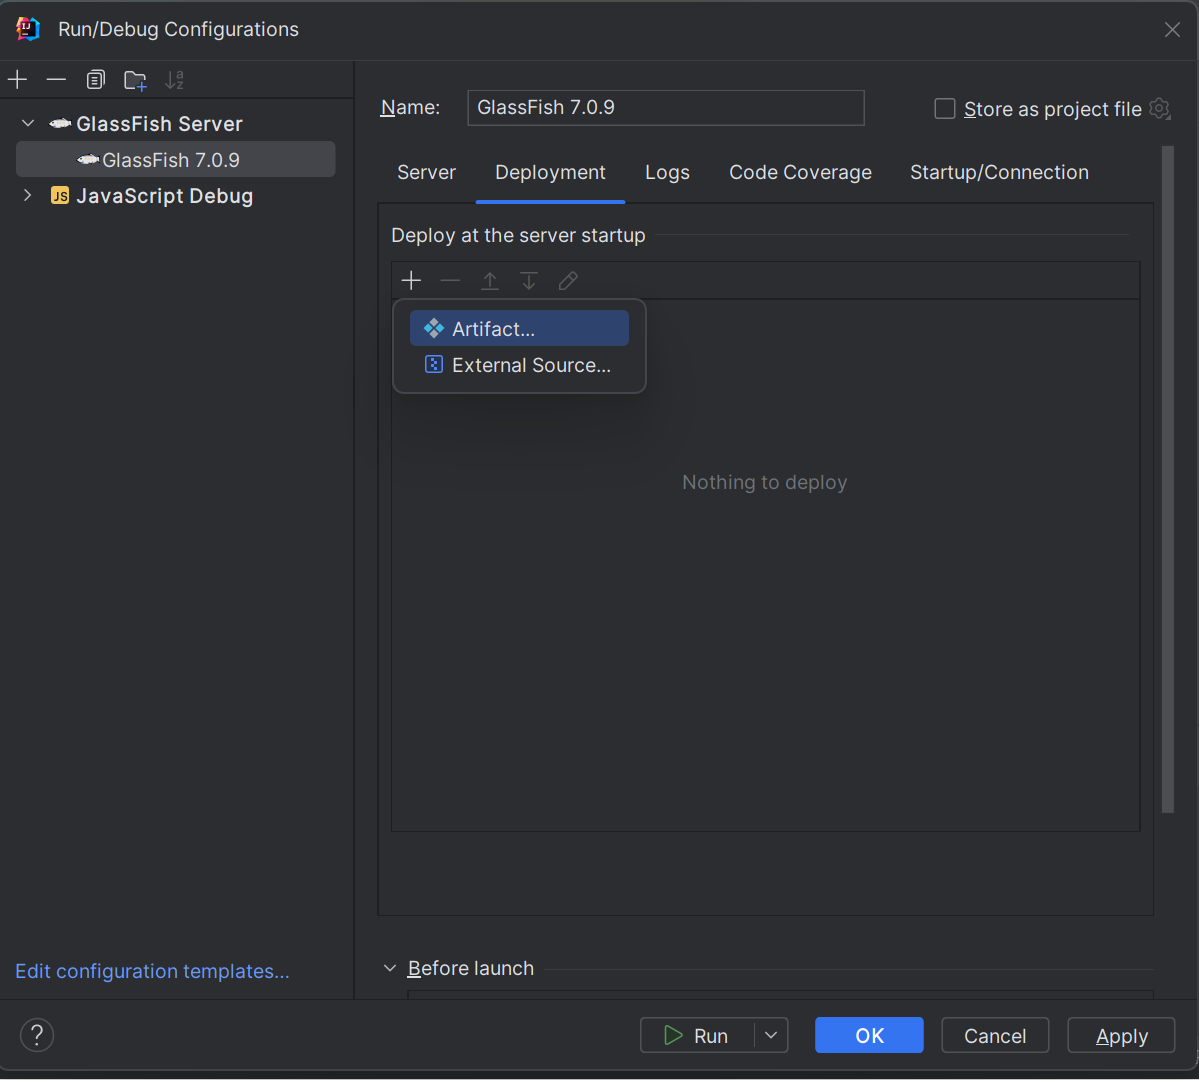 Run/Debug Configurations
GlassFish Server
GlassFish 7.0.9
JS JavaScript Debug
Edit configuration templates...
Name: GlassFish 7.0.9 Store as project file
Server Deployment Logs Code Coverage Startup/Connection
Deploy at the server startup
Artifact...
External Source...
Nothing to deploy
Before launch
? Run OK Cancel Apply